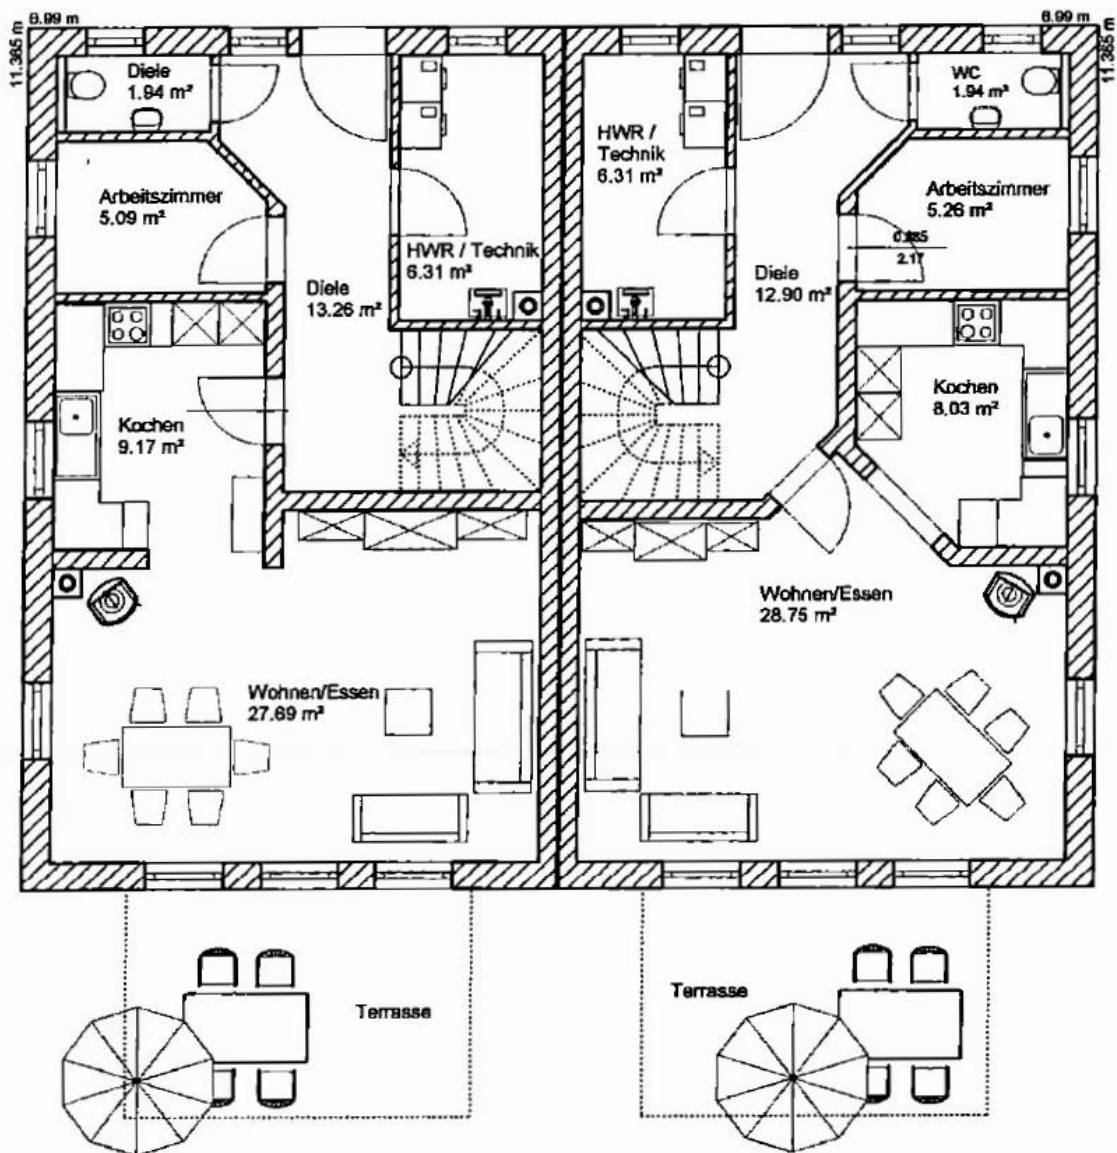 6.99 m
6.99 m
11.365 m
11.365 m
Diele
1.94 m²
WC
1.94 m²
HWR /
Technik
6.31 m²
Arbeitszimmer
5.09 m²
Arbeitszimmer
5.26 m²
0.885
2.17
HWR / Technik
6.31 m²
Diele
13.26 m²
Diele
12.90 m²
Kochen
9.17 m²
Kochen
8.03 m²
Wohnen/Essen
28.75 m²
Wohnen/Essen
27.69 m²
Terrasse
Terrasse